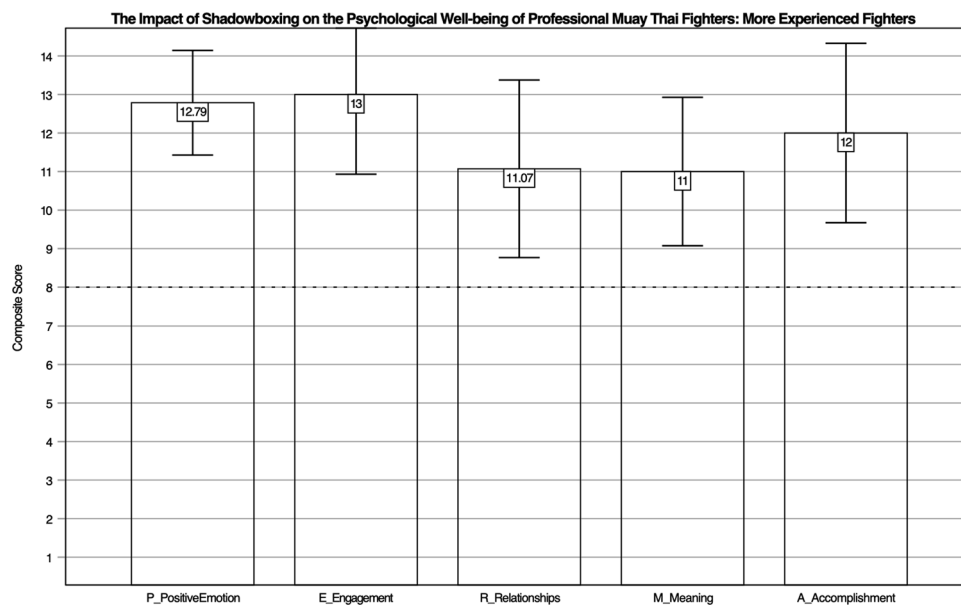 The Impact of Shadowboxing on the Psychological Well-being of Professional Muay Thai Fighters: More Experienced Fighters
14
13
12
11
10
9
8
7
6
5
4
3
2
1
Composite Score
12.79
13
11.07
11
12
P_PositiveEmotion
E_Engagement
R_Relationships
M_Meaning
A_Accomplishment